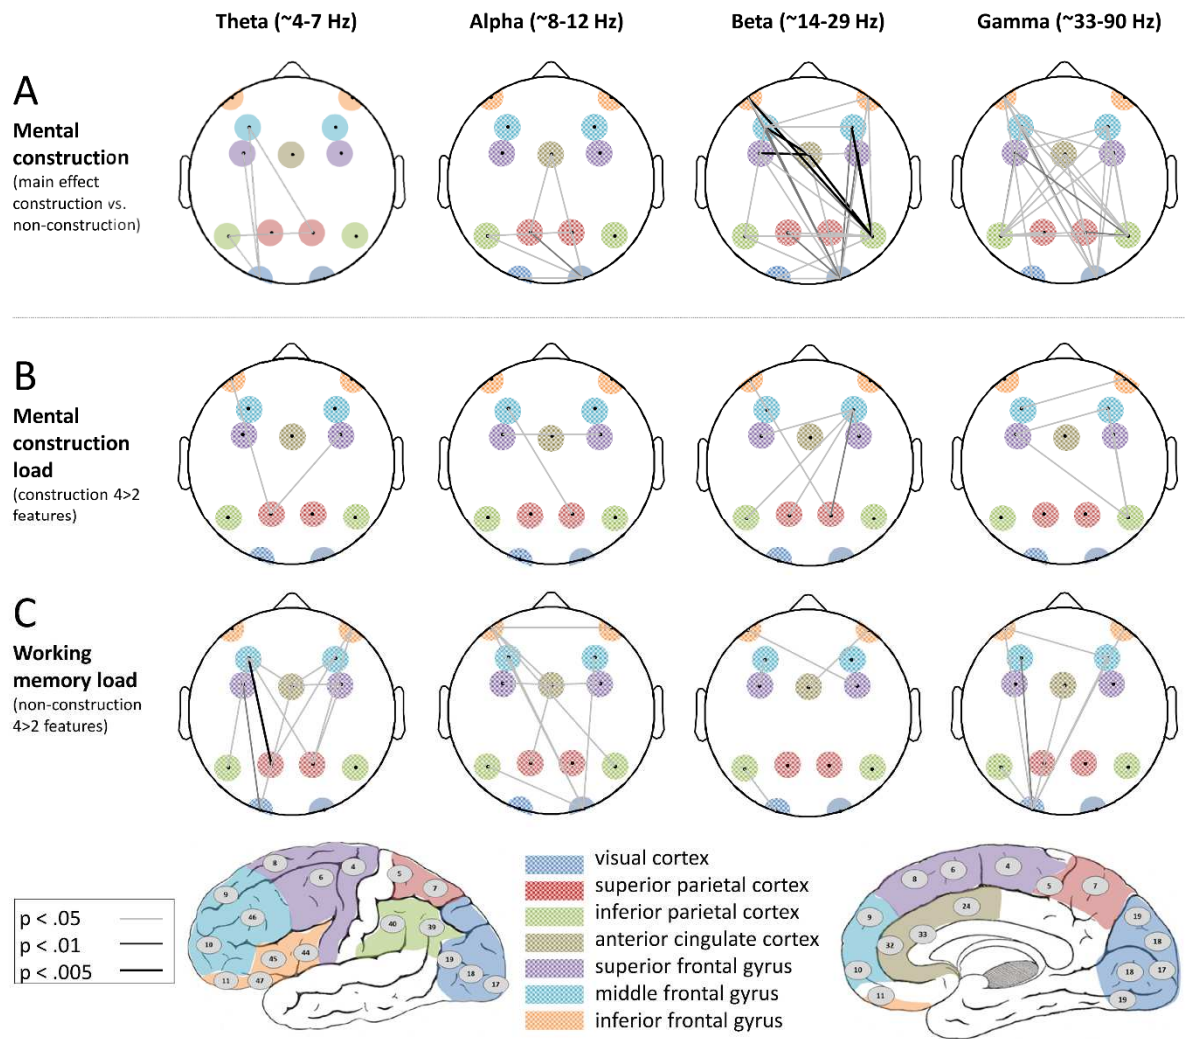 Theta (~4-7 Hz)
Alpha (~8-12 Hz)
Beta (~14-29 Hz)
Gamma (~33-90 Hz)
A
Mental
construction
(main effect
construction vs.
non-construction)
B
Mental
construction
load
(construction 4>2
features)
C
Working
memory load
(non-construction
4>2 features)
p < .05
p < .01
p < .005
8
4
6
5
7
9
46
40
39
10
45
44
19
18
11
47
17
visual cortex
superior parietal cortex
inferior parietal cortex
anterior cingulate cortex
superior frontal gyrus
middle frontal gyrus
inferior frontal gyrus
8
6
4
5
7
9
24
19
33
32
18
10
18
17
11
19